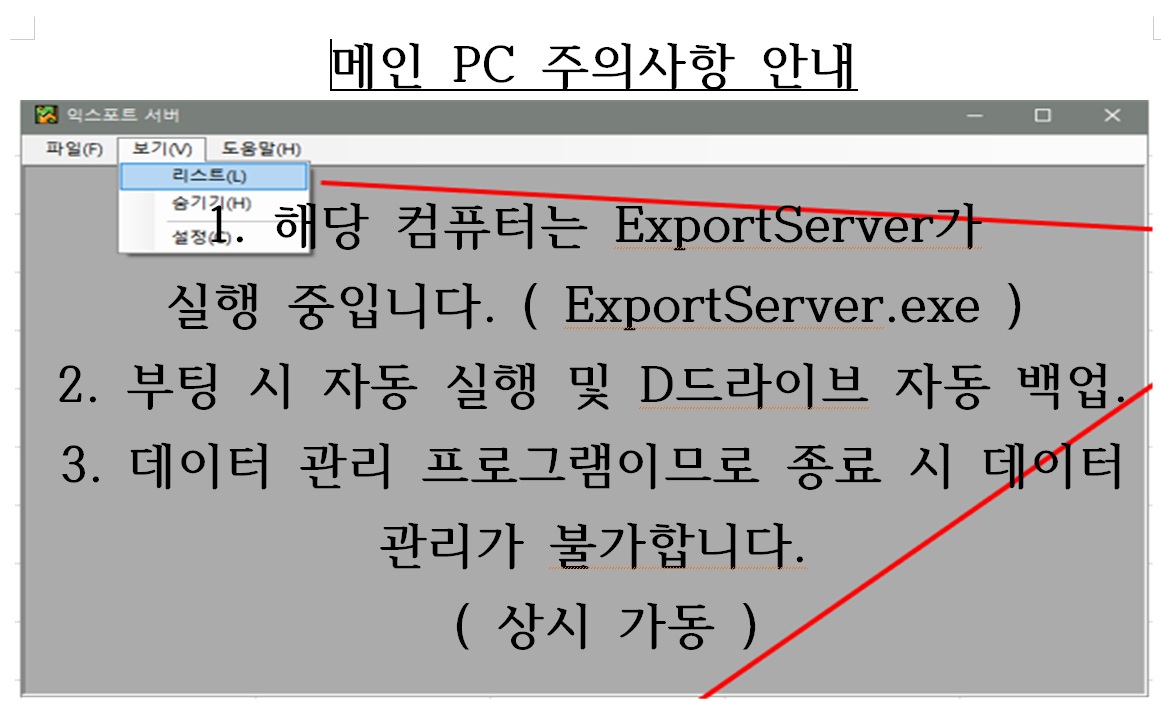 메인 PC 주의사항 안내
익스포트 서버
파일(F) 보기(V) 도움말(H)
리스트(L)
숨기기(H)
설정
1. 해당 컴퓨터는 ExportServer가
실행 중입니다. ( ExportServer.exe )
2. 부팅 시 자동 실행 및 D드라이브 자동 백업.
3. 데이터 관리 프로그램이므로 종료 시 데이터
관리가 불가합니다.
( 상시 가동 )